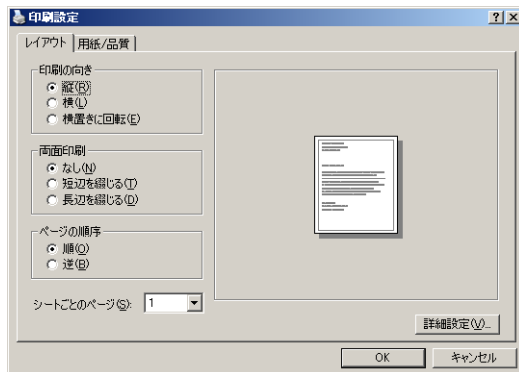 印刷設定
レイアウト 用紙/品質
印刷の向き
縦(R)
横(L)
横置きに回転(E)
両面印刷
なし(N)
短辺を綴じる(T)
長辺を綴じる(D)
ページの順序
順(O)
逆(B)
シートごとのページ(S): 1
詳細設定(V)...
OK キャンセル